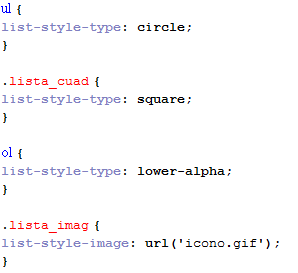 ul {
list-style-type: circle;
}
.lista_cuad {
list-style-type: square;
}
ol {
list-style-type: lower-alpha;
}
.lista_imag {
list-style-image: url('icono.gif');
}